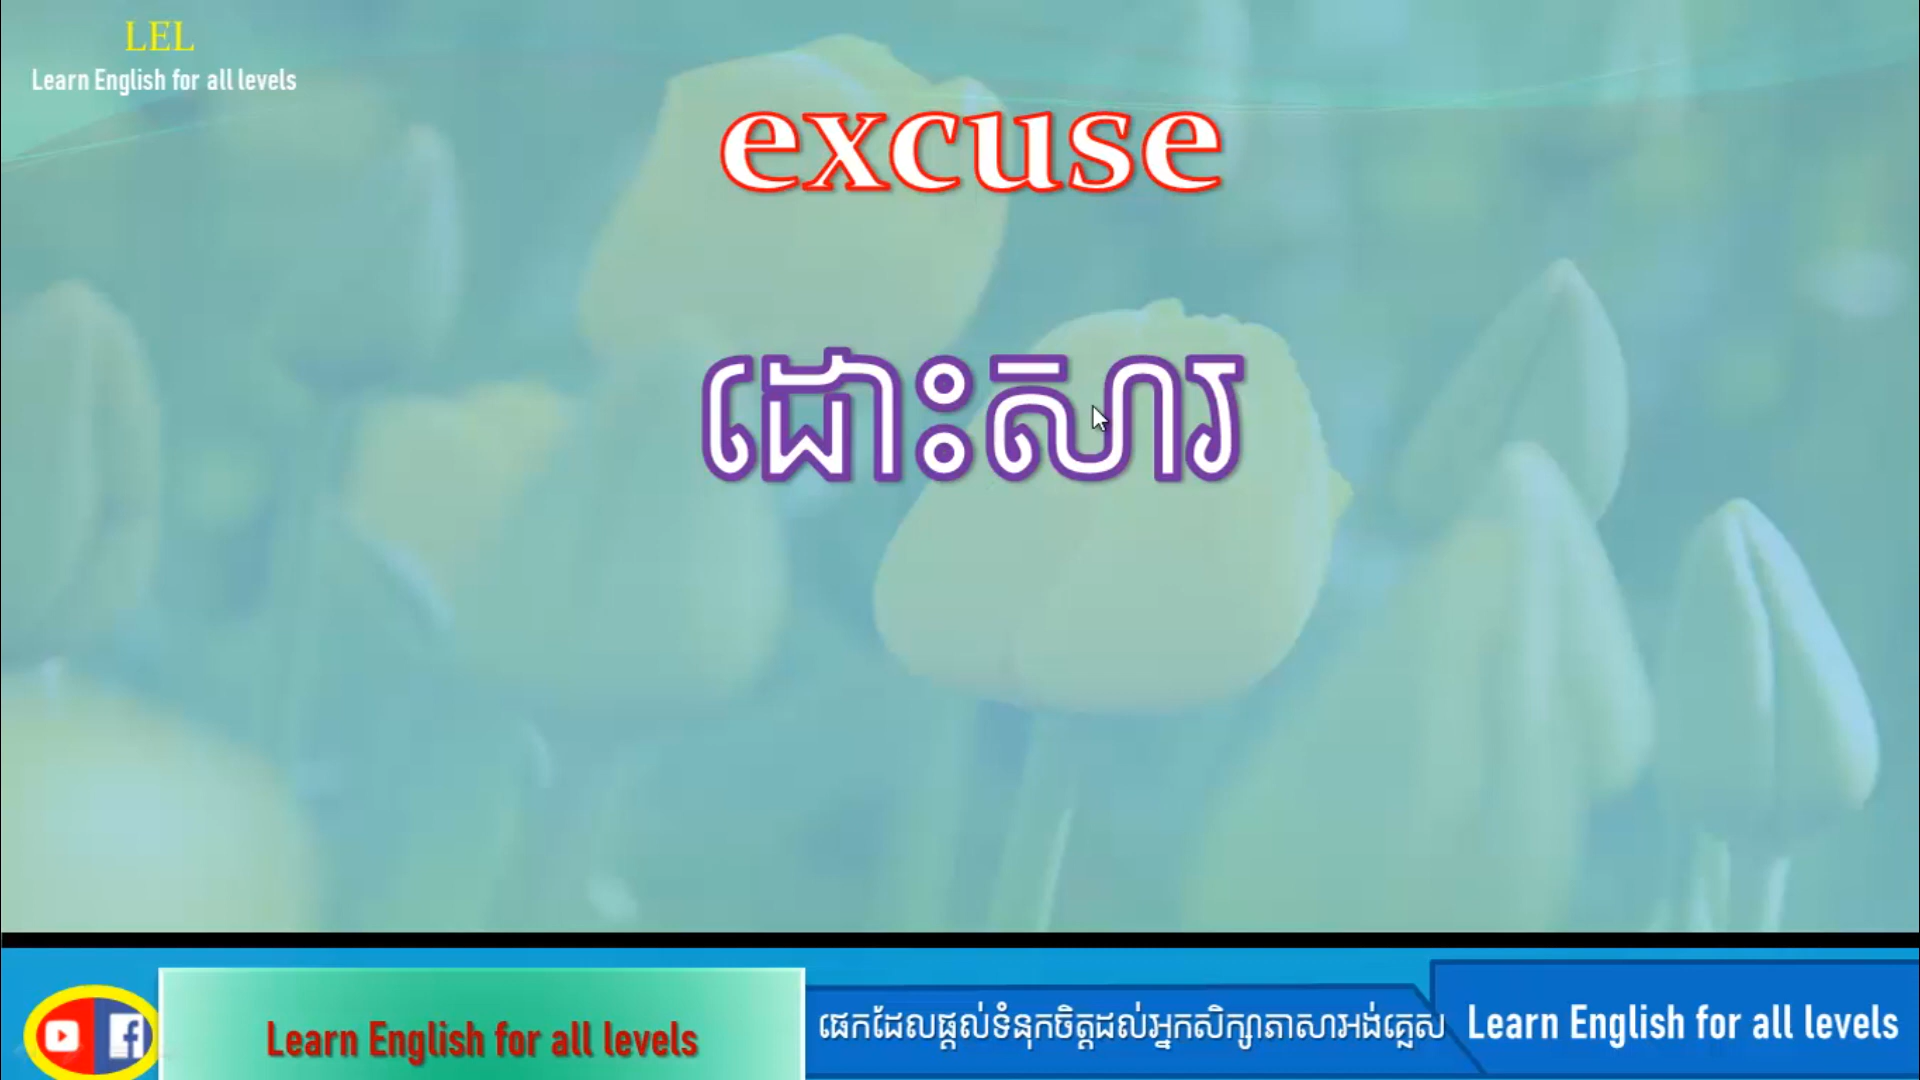 LEL
Learn English for all levels
excuse
ដោះសារ
Learn English for all levels
ផេកដែលផ្តល់ទំនុកចិត្តដល់អ្នកសិក្សាតាសាអង់គ្លេស
Learn English for all levels